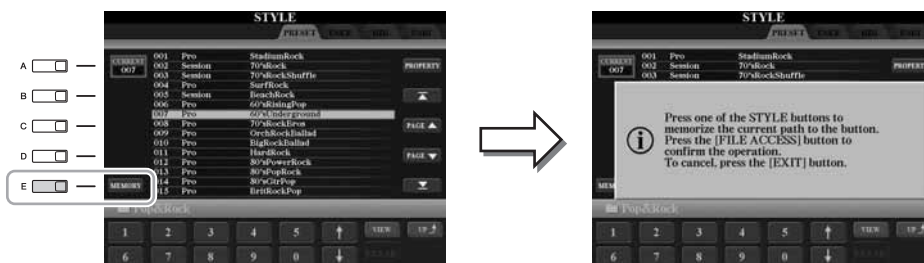 STYLE
PRESET
CURRENT
007
001 Pro StadiumRock
002 Session 70'sRock
003 Session 70'sRockShuffle
004 Pro SurfRock
005 Session BeachRock
006 Pro 60'sRisingPop
007 Pro 60'sUnderground
008 Pro 70'sRockEros
009 Pro OrchRockBallad
010 Pro BigRockBallad
011 Pro HardRock
012 Pro 80'sPowerRock
013 Pro 80'sPopRock
014 Pro 80'sGtrPop
015 Pro BritRockPop
PROPERTY
PAGE
PAGE
A
B
C
D
E
MEMORY
Pop&Rock
1 2 3 4 5 VIEW UP
6 7 8 9 0
STYLE
PRESET
CURRENT
007
001 Pro StadiumRock
002 Session 70'sRock
003 Session 70'sRockShuffle
Press one of the STYLE buttons to
memorize the current path to the button.
Press the [FILE ACCESS] button to
confirm the operation.
To cancel, press the [EXIT] button.
Pop&Rock
1 2 3 4 5 VIEW UP
6 7 8 9 0